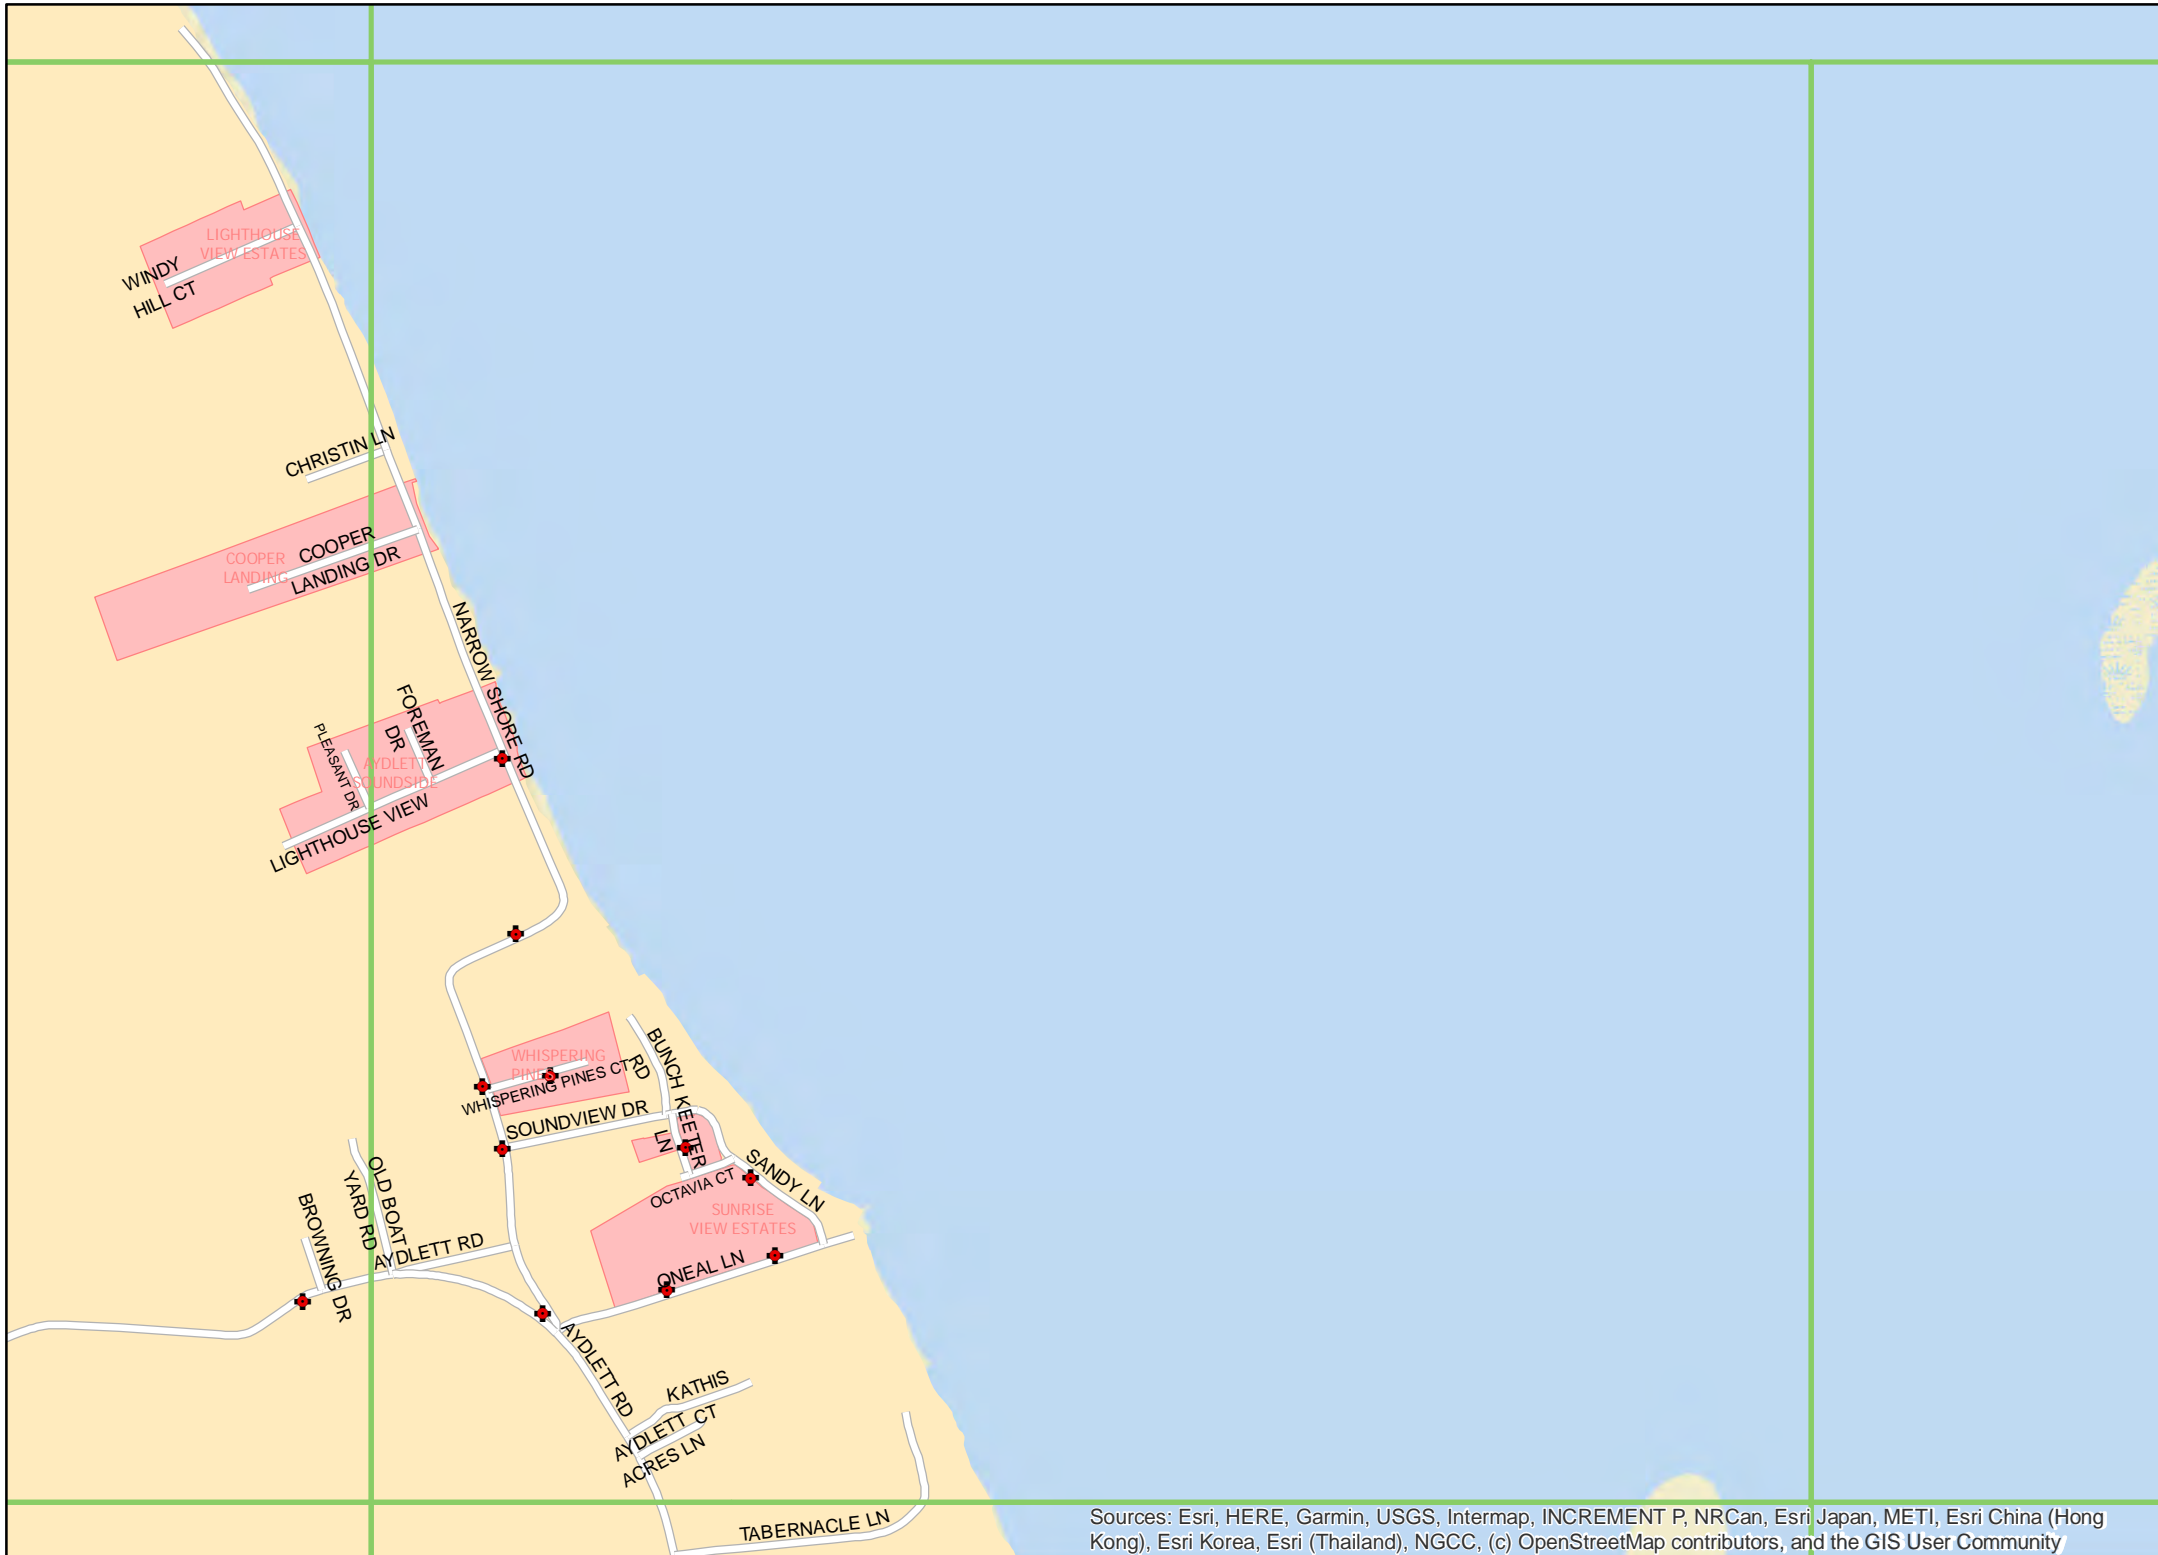 LIGHTHOUSE
VIEW ESTATES
WINDY
HILL CT
CHRISTIN LN
COOPER
LANDING
COOPER
LANDING DR
NARROW SHORE RD
FOREMAN
DR
PLEASANT DR
AYDLETT
SOUNDSIDE
LIGHTHOUSE VIEW
WHISPERING
PINES
WHISPERING PINES CT
BUNCH
RD
SOUNDVIEW DR
KEETER
LN
SANDY LN
OCTAVIA CT
SUNRISE
VIEW ESTATES
OLD BOAT
YARD RD
BROWNING DR
AYDLETT RD
ONEAL LN
AYDLETT RD
KATHIS
CT
AYDLETT
ACRES LN
TABERNACLE LN
Sources: Esri, HERE, Garmin, USGS, Intermap, INCREMENT P, NRCan, Esri Japan, METI, Esri China (Hong
Kong), Esri Korea, Esri (Thailand), NGCC, (c) OpenStreetMap contributors, and the GIS User Community